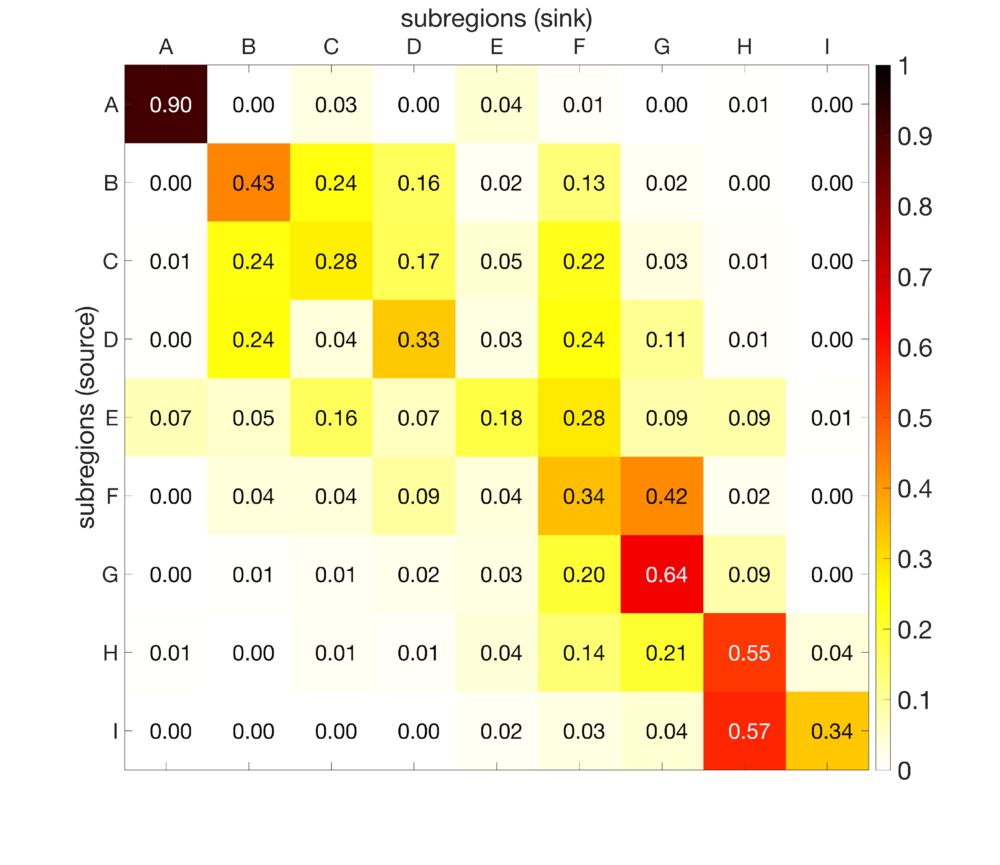 subregions (sink)
A B C D E F G H I
1
A 0.90 0.00 0.03 0.00 0.04 0.01 0.00 0.01 0.00
0.9
B 0.00 0.43 0.24 0.16 0.02 0.13 0.02 0.00 0.00
0.8
C 0.01 0.24 0.28 0.17 0.05 0.22 0.03 0.01 0.00
0.7
D 0.00 0.24 0.04 0.33 0.03 0.24 0.11 0.01 0.00
0.6
subregions (source)
E 0.07 0.05 0.16 0.07 0.18 0.28 0.09 0.09 0.01
0.5
F 0.00 0.04 0.04 0.09 0.04 0.34 0.42 0.02 0.00
0.4
0.3
G 0.00 0.01 0.01 0.02 0.03 0.20 0.64 0.09 0.00
0.2
H 0.01 0.00 0.01 0.01 0.04 0.14 0.21 0.55 0.04
0.1
I 0.00 0.00 0.00 0.00 0.02 0.03 0.04 0.57 0.34
0